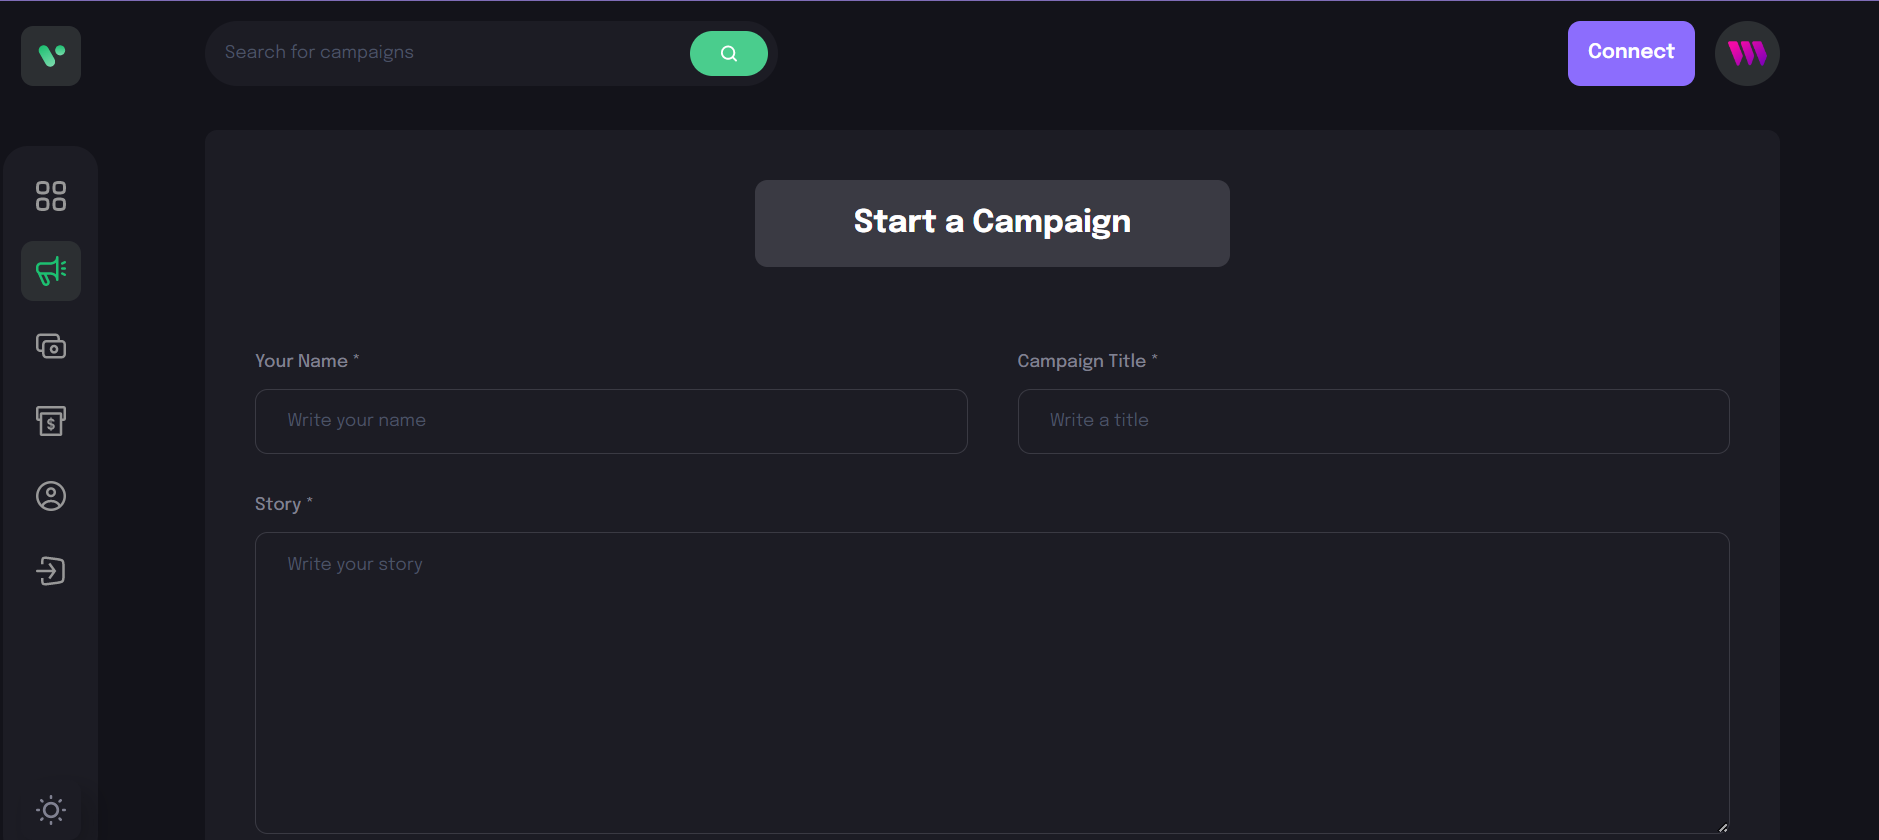 Search for campaigns
Connect
Start a Campaign
Your Name *
Campaign Title *
Write your name
Write a title
Story *
Write your story